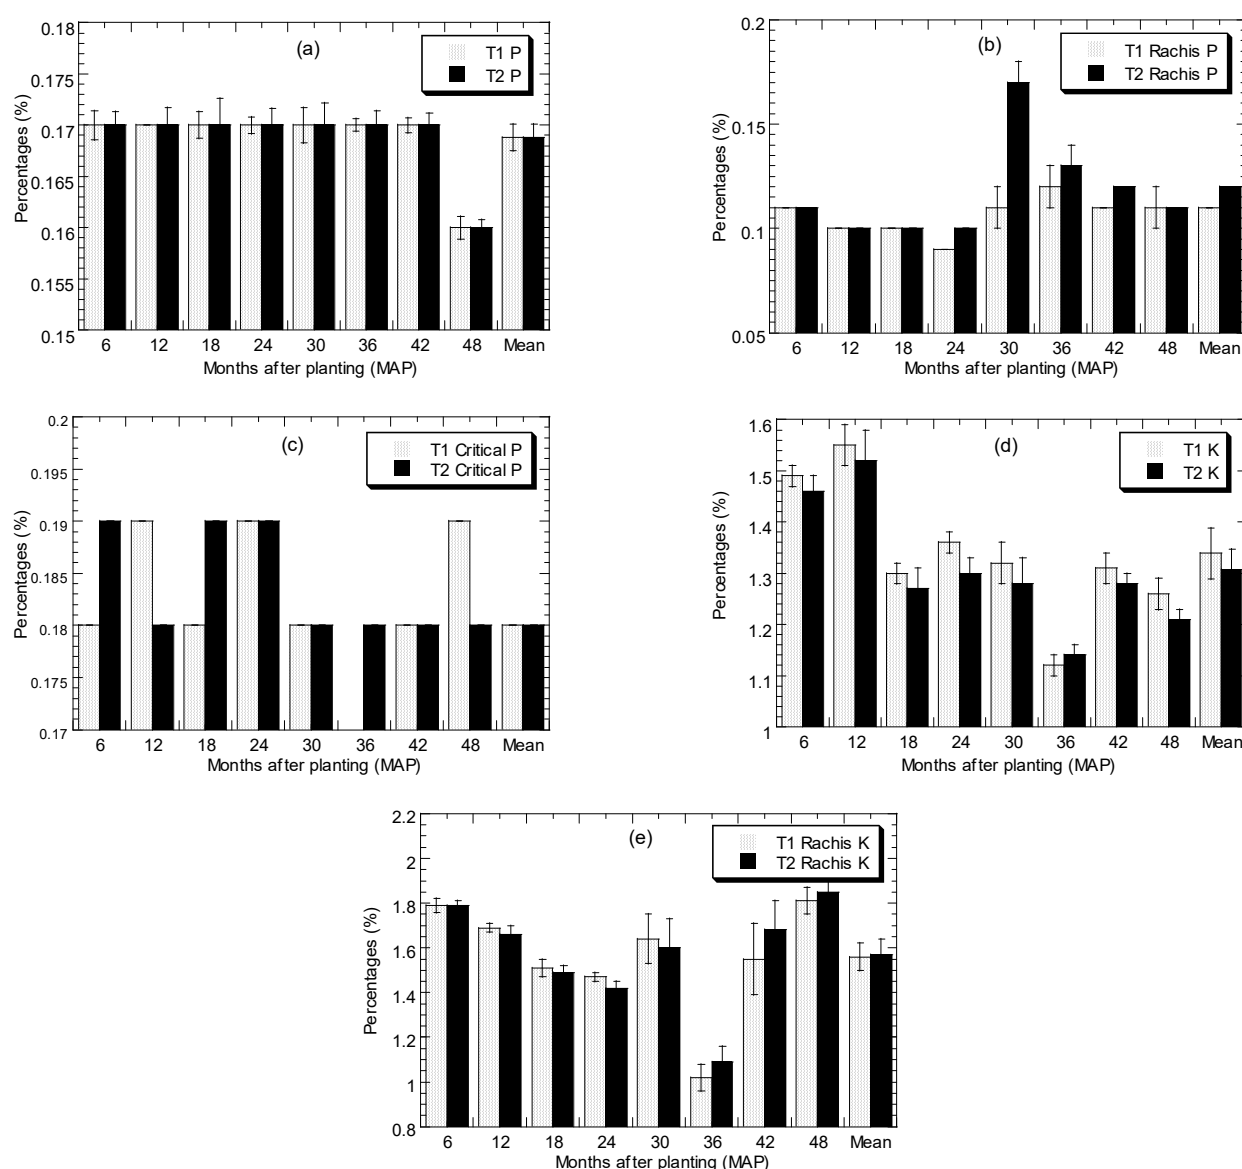 (a)
T1 P
T2 P
Percentages (%)
0.18
0.175
0.17
0.165
0.16
0.155
0.15
6 12 18 24 30 36 42 48 Mean
Months after planting (MAP)
(b)
T1 Rachis P
T2 Rachis P
Percentages (%)
0.2
0.15
0.1
0.05
6 12 18 24 30 36 42 48 Mean
Months after planting (MAP)
(c)
T1 Critical P
T2 Critical P
Percentages (%)
0.2
0.195
0.19
0.185
0.18
0.175
0.17
6 12 18 24 30 36 42 48 Mean
Months after planting (MAP)
(d)
T1 K
T2 K
Percentages (%)
1.6
1.5
1.4
1.3
1.2
1.1
1
6 12 18 24 30 36 42 48 Mean
Months after planting (MAP)
(e)
T1 Rachis K
T2 Rachis K
Percentages (%)
2.2
2
1.8
1.6
1.4
1.2
1
0.8
6 12 18 24 30 36 42 48 Mean
Months after planting (MAP)